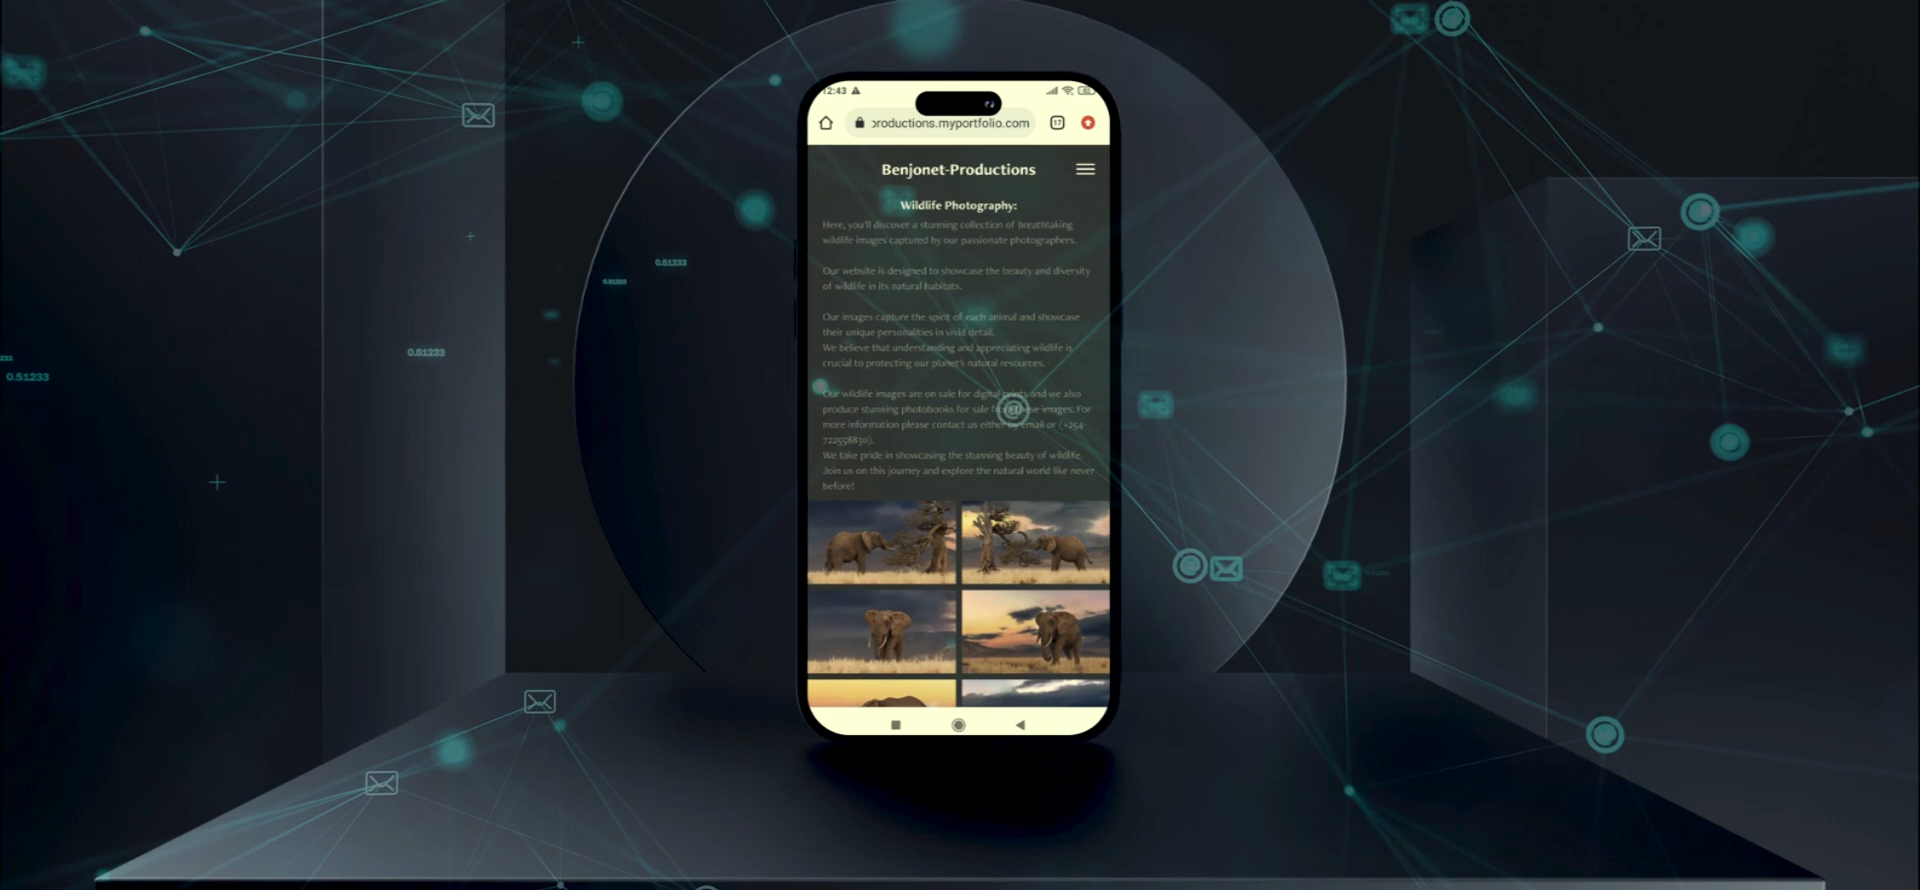 12:43
productions.myportfolio.com
17
Benjonet-Productions
Wildlife Photography:
Here, you'll discover a stunning collection of breathtaking
wildlife images captured by our passionate photographers.
Our website is designed to showcase the beauty and diversity
of wildlife in its natural habitats.
Our images capture the spirit of each animal and showcase
their unique personalities in vivid detail.
We believe that understanding and appreciating wildlife is
crucial to protecting our planet's natural resources.
Our wildlife images are on sale for digital prints and we also
produce stunning photobooks for sale from these images. For
more information please contact us either by email or (+254-
722558830).
We take pride in showcasing the stunning beauty of wildlife.
Join us on this journey and explore the natural world like never
before!
0.51233
0.51233
0.51233
0.51233